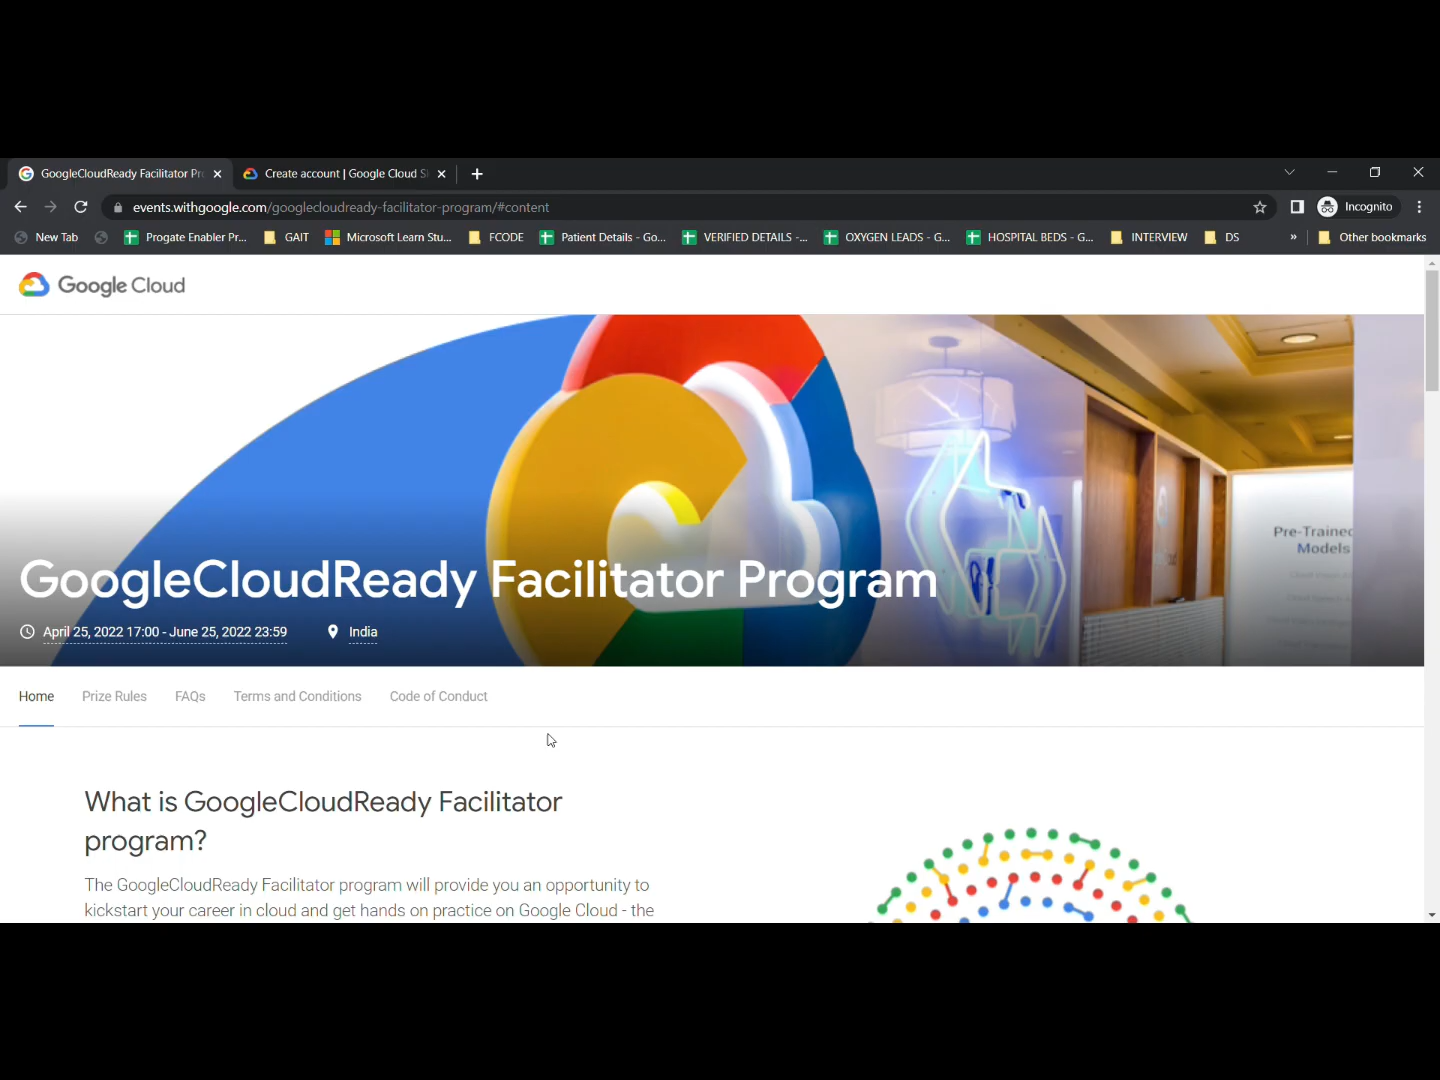 GoogleCloudReady Facilitator Pr
Create account | Google Cloud S
events.withgoogle.com/googlecloudready-facilitator-program/#content
Incognito
New Tab
Progate Enabler Pr...
GAIT
Microsoft Learn Stu...
FCODE
Patient Details - Go...
VERIFIED DETAILS -...
OXYGEN LEADS - G...
HOSPITAL BEDS - G...
INTERVIEW
DS
»
Other bookmarks
Google Cloud
Pre-Trained
Models
GoogleCloudReady Facilitator Program
April 25, 2022 17:00 - June 25, 2022 23:59
India
Home
Prize Rules
FAQs
Terms and Conditions
Code of Conduct
What is GoogleCloudReady Facilitator
program?
The GoogleCloudReady Facilitator program will provide you an opportunity to
kickstart your career in cloud and get hands on practice on Google Cloud - the